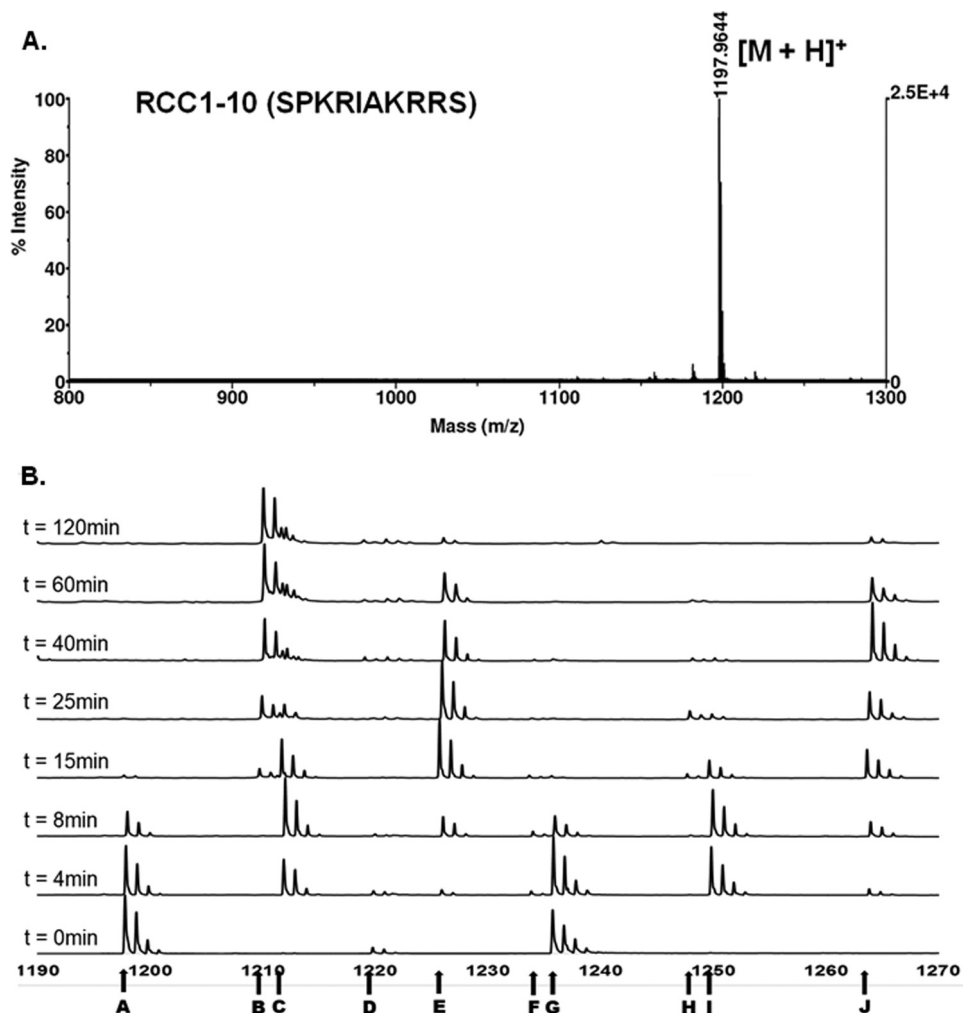 A.
1197.9644
[M + H]+
RCC1-10 (SPKRIAKRRS)
100
80
60
40
20
0
% Intensity
2.5E+4
0
800 900 1000 1100 1200 1300
Mass (m/z)
B.
t = 120min
t = 60min
t = 40min
t = 25min
t = 15min
t = 8min
t = 4min
t = 0min
1190 1200 1210 1220 1230 1240 1250 1260 1270
A B C D E F G H I J